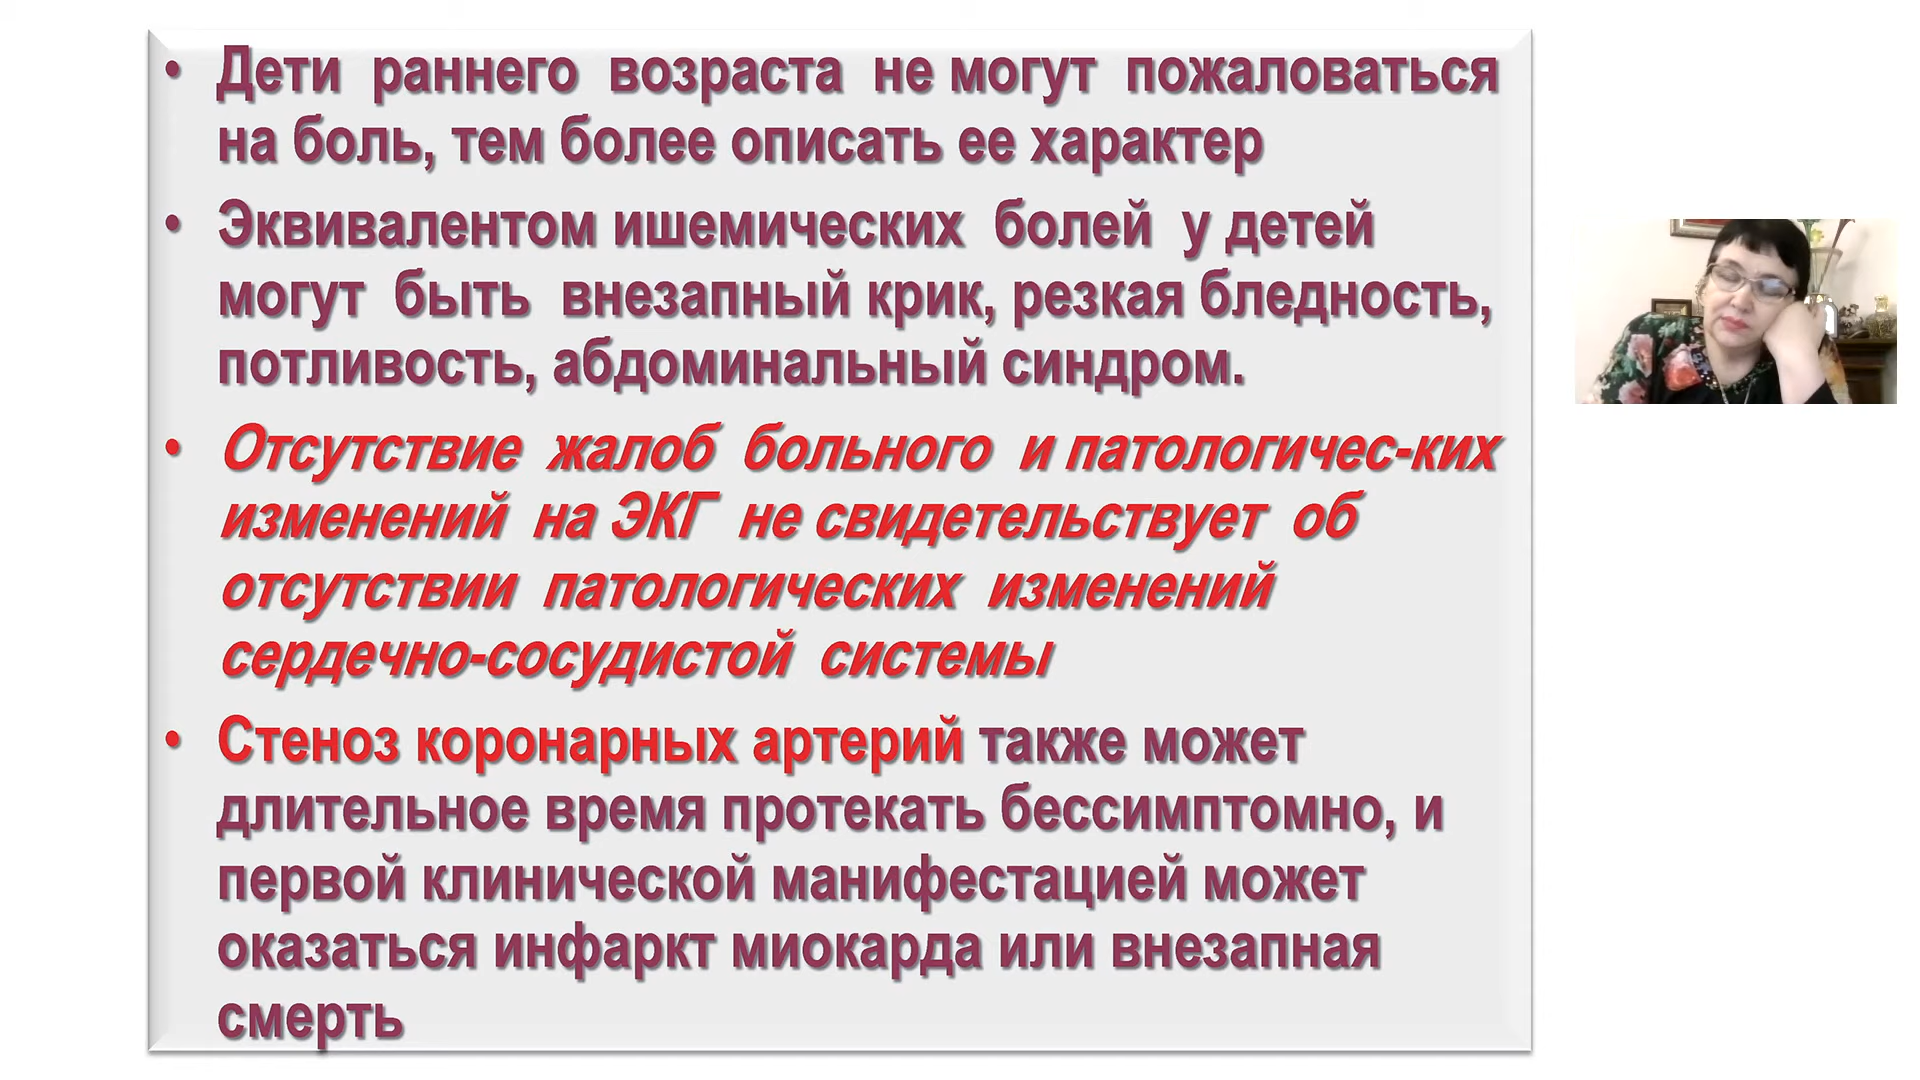 • Дети раннего возраста не могут пожаловаться
на боль, тем более описать ее характер
• Эквивалентом ишемических болей у детей
могут быть внезапный крик, резкая бледность,
потливость, абдоминальный синдром.
• Отсутствие жалоб больного и патологичес-ких
изменений на ЭКГ не свидетельствует об
отсутствии патологических изменений
сердечно-сосудистой системы
• Стеноз коронарных артерий также может
длительное время протекать бессимптомно, и
первой клинической манифестацией может
оказаться инфаркт миокарда или внезапная
смерть